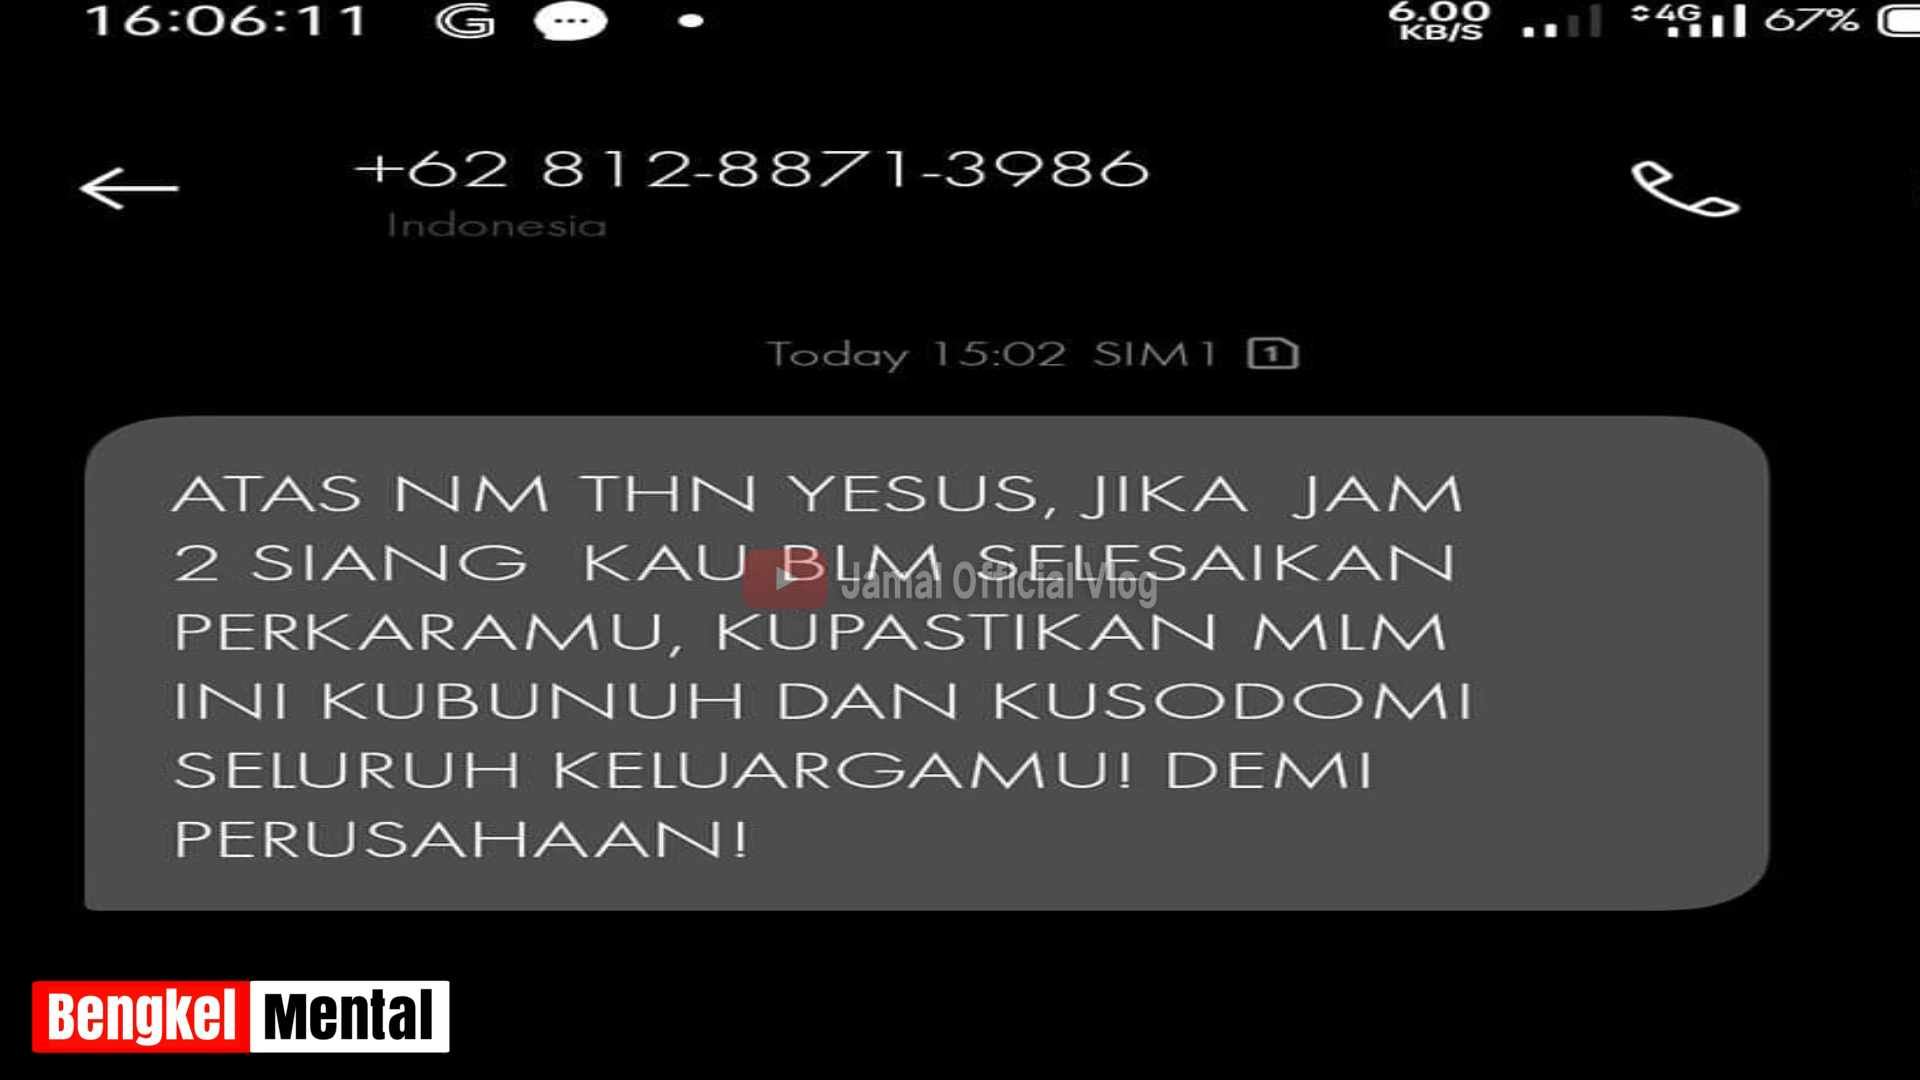 16:06:11 G 6.00 KB/S 4G 67%
+62 812-8871-3986
Indonesia
Today 15:02 SIM1 1
ATAS NM THN YESUS, JIKA JAM
2 SIANG KAU BLM SELESAIKAN
Jamal Official Vlog
PERKARAMU, KUPASTIKAN MLM
INI KUBUNUH DAN KUSODOMI
SELURUH KELUARGAMU! DEMI
PERUSAHAAN!
Bengkel Mental